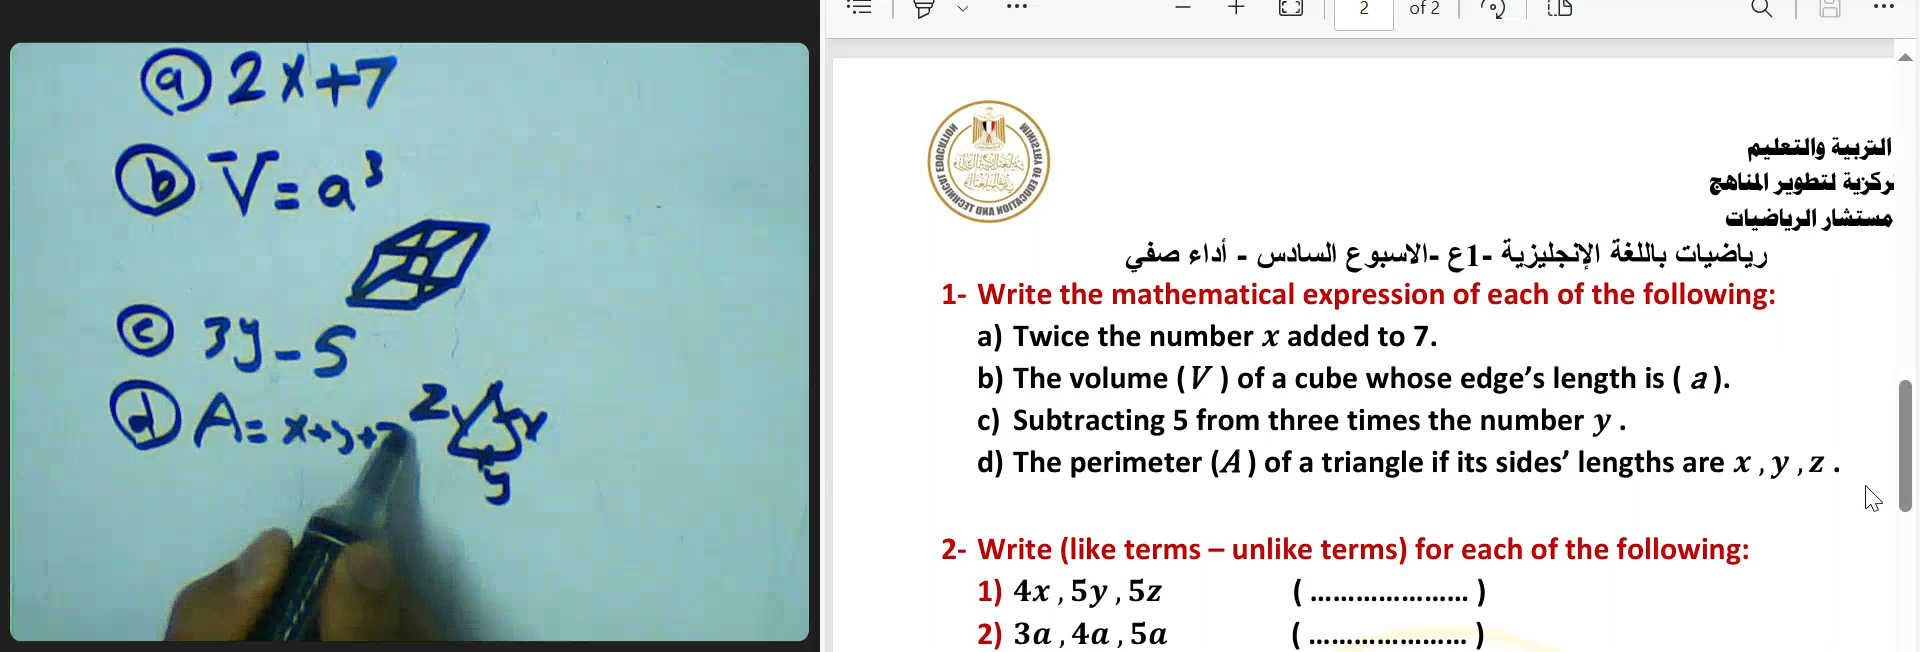 ⓐ 2x+7
ⓑ V=a³
ⓒ 3y-5
ⓓ A=x+y+z
z
x
y
2 of 2
التربية والتعليم
ركزية لتطوير المناهج
مستشار الرياضيات
رياضيات باللغة الإنجليزية -1ع -الاسبوع السادس - أداء صفي
1- Write the mathematical expression of each of the following:
a) Twice the number x added to 7.
b) The volume (V) of a cube whose edge's length is ( a ).
c) Subtracting 5 from three times the number y .
d) The perimeter (A) of a triangle if its sides' lengths are x , y , z .
2- Write (like terms – unlike terms) for each of the following:
1) 4x , 5y , 5z ( ..................... )
2) 3a , 4a , 5a ( ..................... )